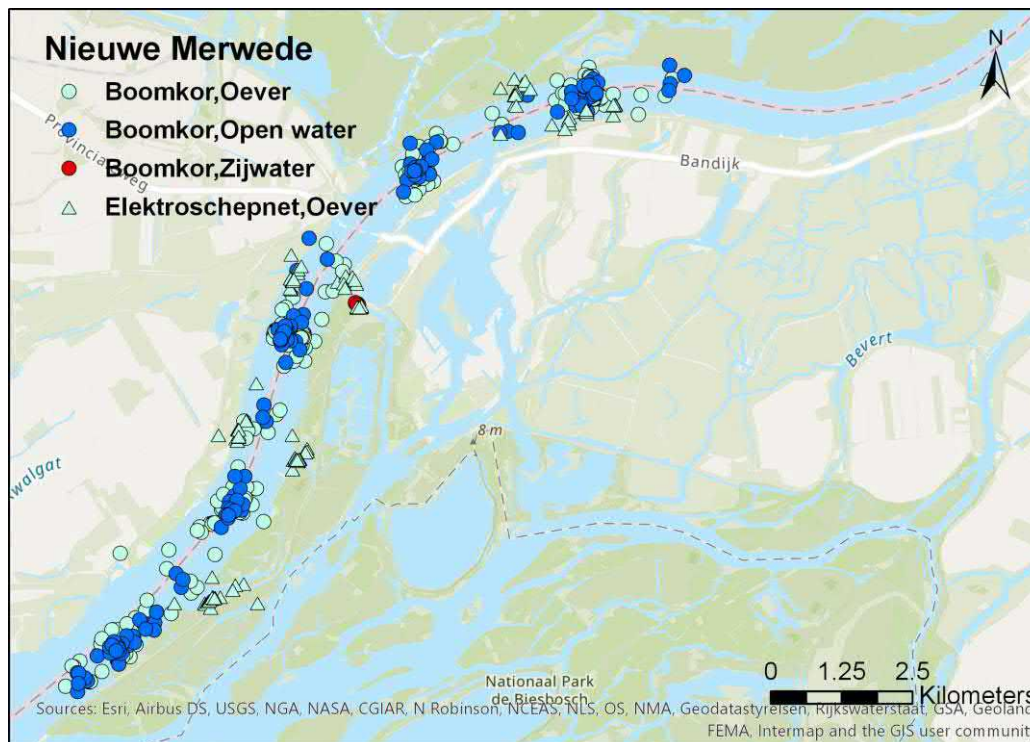 Nieuwe Merwede
Boomkor,Oever
Boomkor,Open water
Boomkor,Zijwater
Elektroschepnet,Oever
N
Bandijk
Bevert
8 m
Nationaal Park
de Biesbosch
0 1.25 2.5
Kilometers
Sources: Esri, Airbus DS, USGS, NGA, NASA, CGIAR, N Robinson, NCEAS, NLS, OS, NMA, Geodatastyrelsen, Rijkswaterstaat, GSA, Geoland
FEMA, Intermap and the GIS user communit